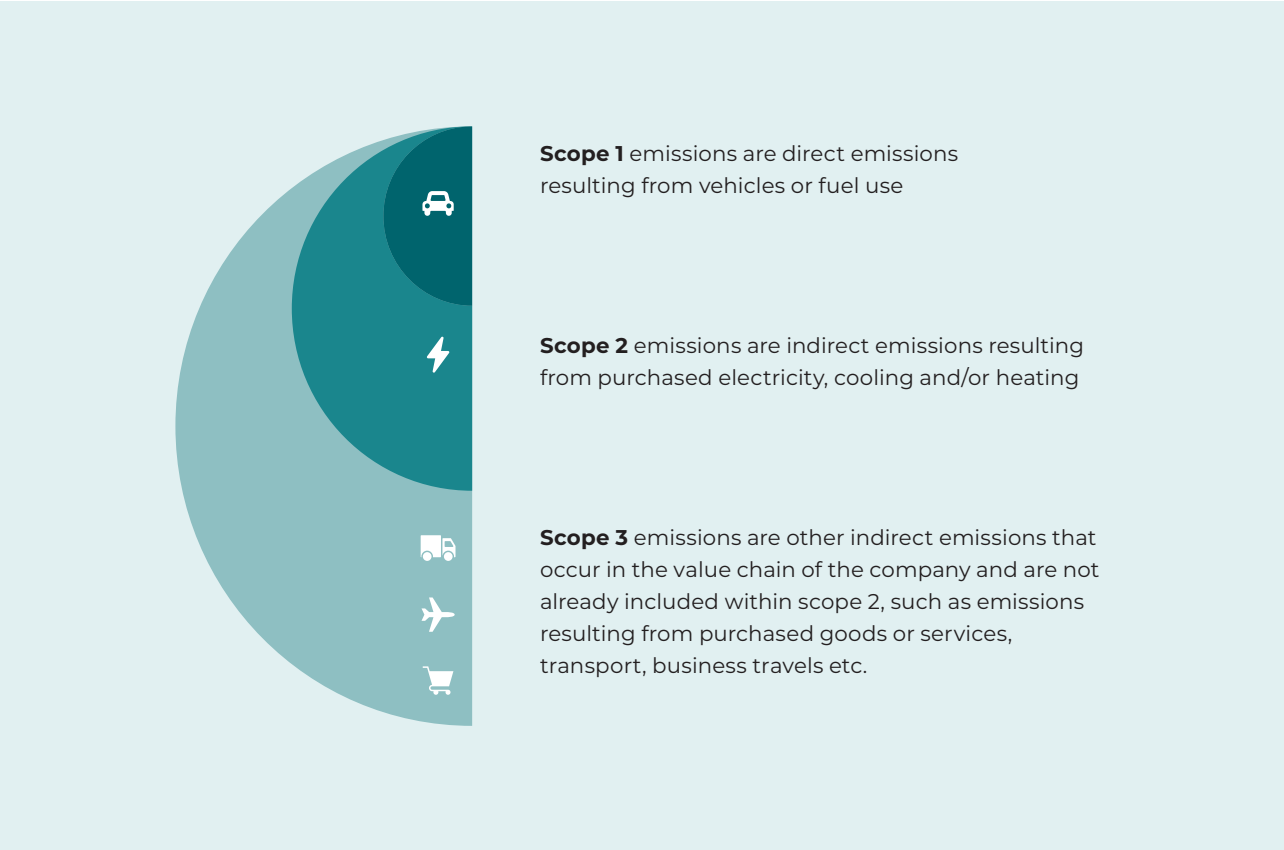 Scope 1 emissions are direct emissions
resulting from vehicles or fuel use
Scope 2 emissions are indirect emissions resulting
from purchased electricity, cooling and/or heating
Scope 3 emissions are other indirect emissions that
occur in the value chain of the company and are not
already included within scope 2, such as emissions
resulting from purchased goods or services,
transport, business travels etc.